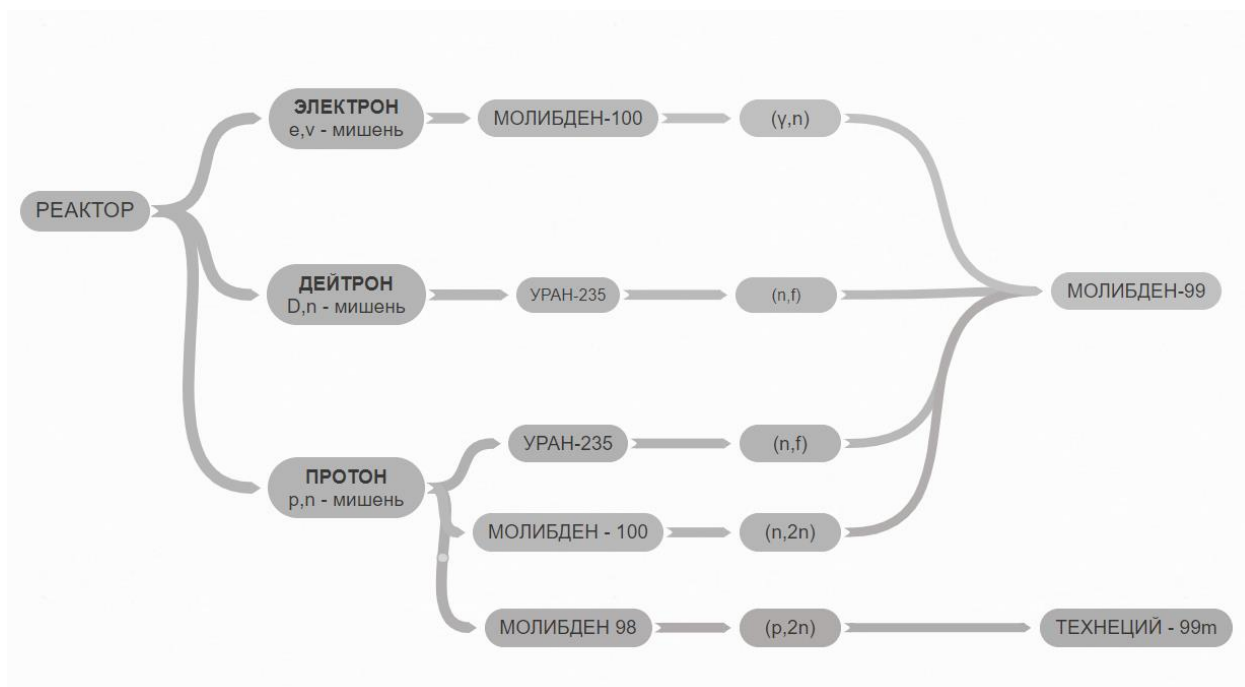 РЕАКТОР
ЭЛЕКТРОН
e,v - мишень
МОЛИБДЕН-100
(γ,n)
ДЕЙТРОН
D,n - мишень
УРАН-235
(n,f)
МОЛИБДЕН-99
ПРОТОН
p,n - мишень
УРАН-235
(n,f)
МОЛИБДЕН - 100
(n,2n)
МОЛИБДЕН 98
(p,2n)
ТЕХНЕЦИЙ - 99m